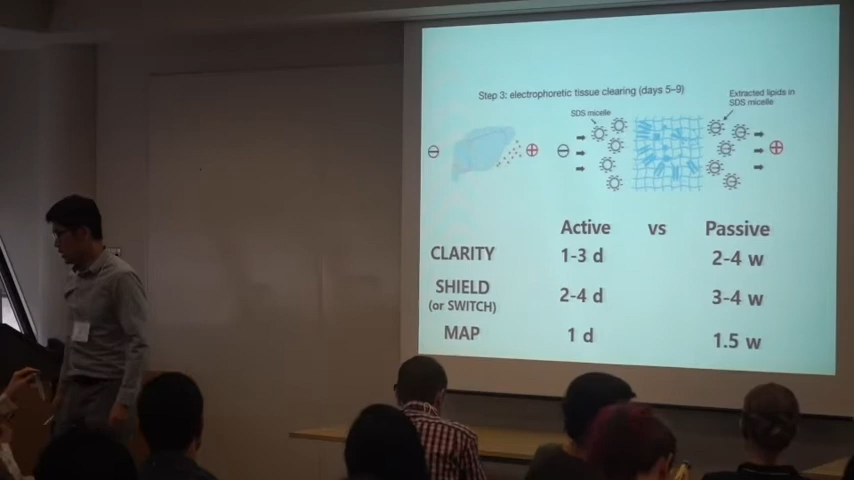 Step 3: electrophoretic tissue clearing (days 5–9)
SDS micelle
Extracted lipids in
SDS micelle
Active vs Passive
CLARITY 1-3 d 2-4 w
SHIELD 2-4 d 3-4 w
(or SWITCH)
MAP 1 d 1.5 w